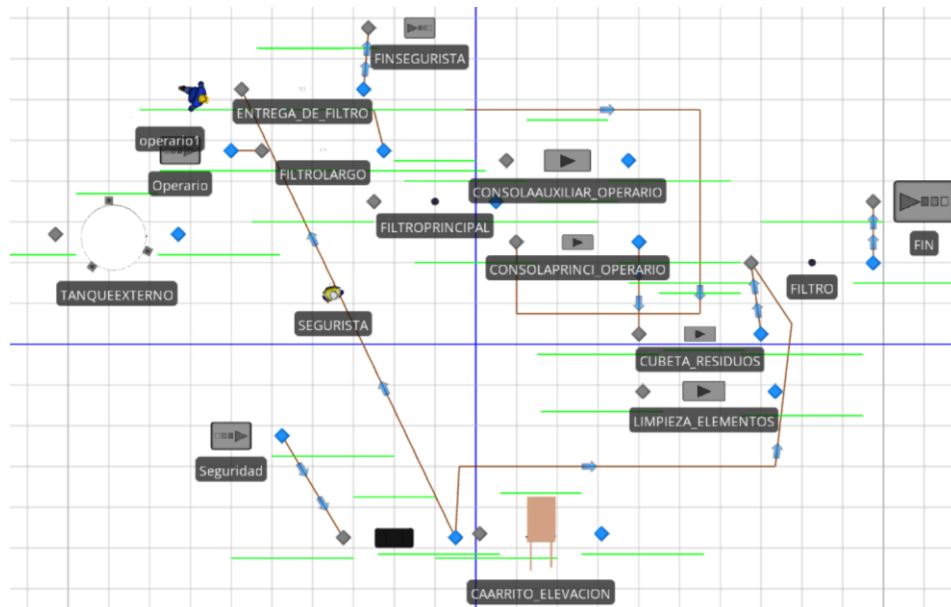 FINSEGURISTA
ENTREGA_DE_FILTRO
operario1
Operario
FILTROLARGO
CONSOLAAUXILIAR_OPERARIO
FILTROPRINCIPAL
FIN
CONSOLAPRINCI_OPERARIO
TANQUEEXTERNO
FILTRO
SEGURISTA
CUBETA_RESIDUOS
LIMPIEZA_ELEMENTOS
Seguridad
CAARRITO_ELEVACION